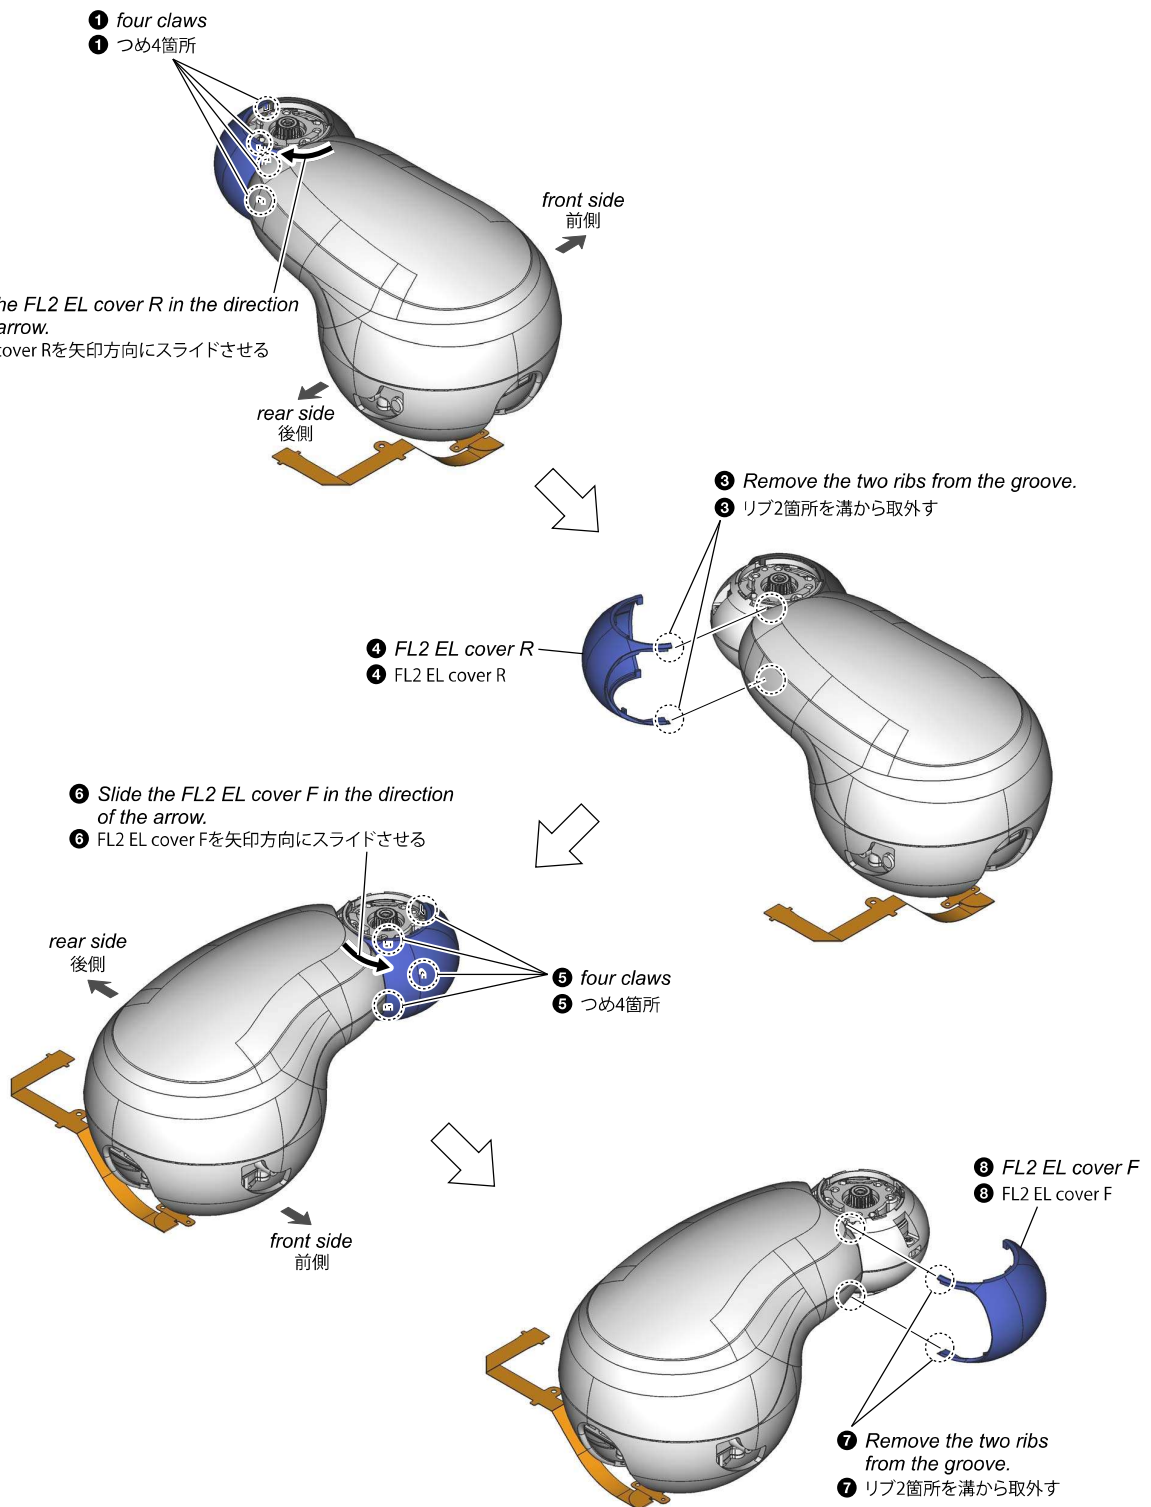 ❶ four claws
❶ つめ4箇所
front side
前側
he FL2 EL cover R in the direction
arrow.
cover Rを矢印方向にスライドさせる
rear side
後側
❸ Remove the two ribs from the groove.
❸ リブ2箇所を溝から取外す
❹ FL2 EL cover R
❹ FL2 EL cover R
❻ Slide the FL2 EL cover F in the direction
of the arrow.
❻ FL2 EL cover Fを矢印方向にスライドさせる
rear side
後側
❺ four claws
❺ つめ4箇所
front side
前側
❽ FL2 EL cover F
❽ FL2 EL cover F
❼ Remove the two ribs
from the groove.
❼ リブ2箇所を溝から取外す